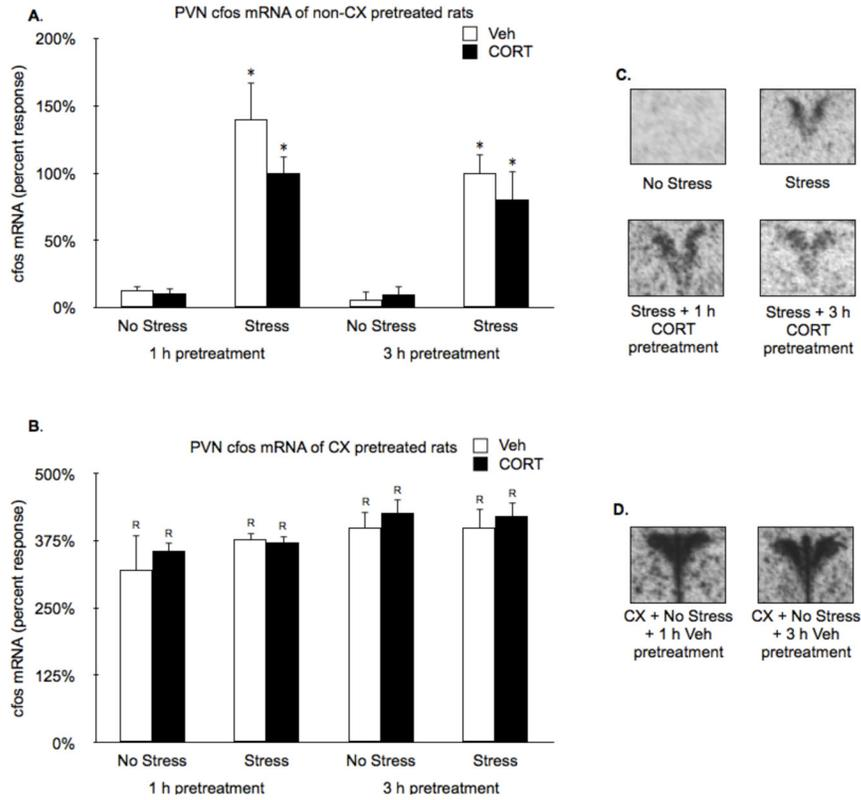 A.
PVN cfos mRNA of non-CX pretreated rats
Veh
CORT
cfos mRNA (percent response)
200%
150%
100%
50%
0%
*
*
*
*
No Stress
Stress
No Stress
Stress
1 h pretreatment
3 h pretreatment
C.
No Stress
Stress
Stress + 1 h
CORT
pretreatment
Stress + 3 h
CORT
pretreatment
B.
PVN cfos mRNA of CX pretreated rats
Veh
CORT
cfos mRNA (percent response)
500%
375%
250%
125%
0%
R
R
R
R
R
R
R
R
No Stress
Stress
No Stress
Stress
1 h pretreatment
3 h pretreatment
D.
CX + No Stress
+ 1 h Veh
pretreatment
CX + No Stress
+ 3 h Veh
pretreatment